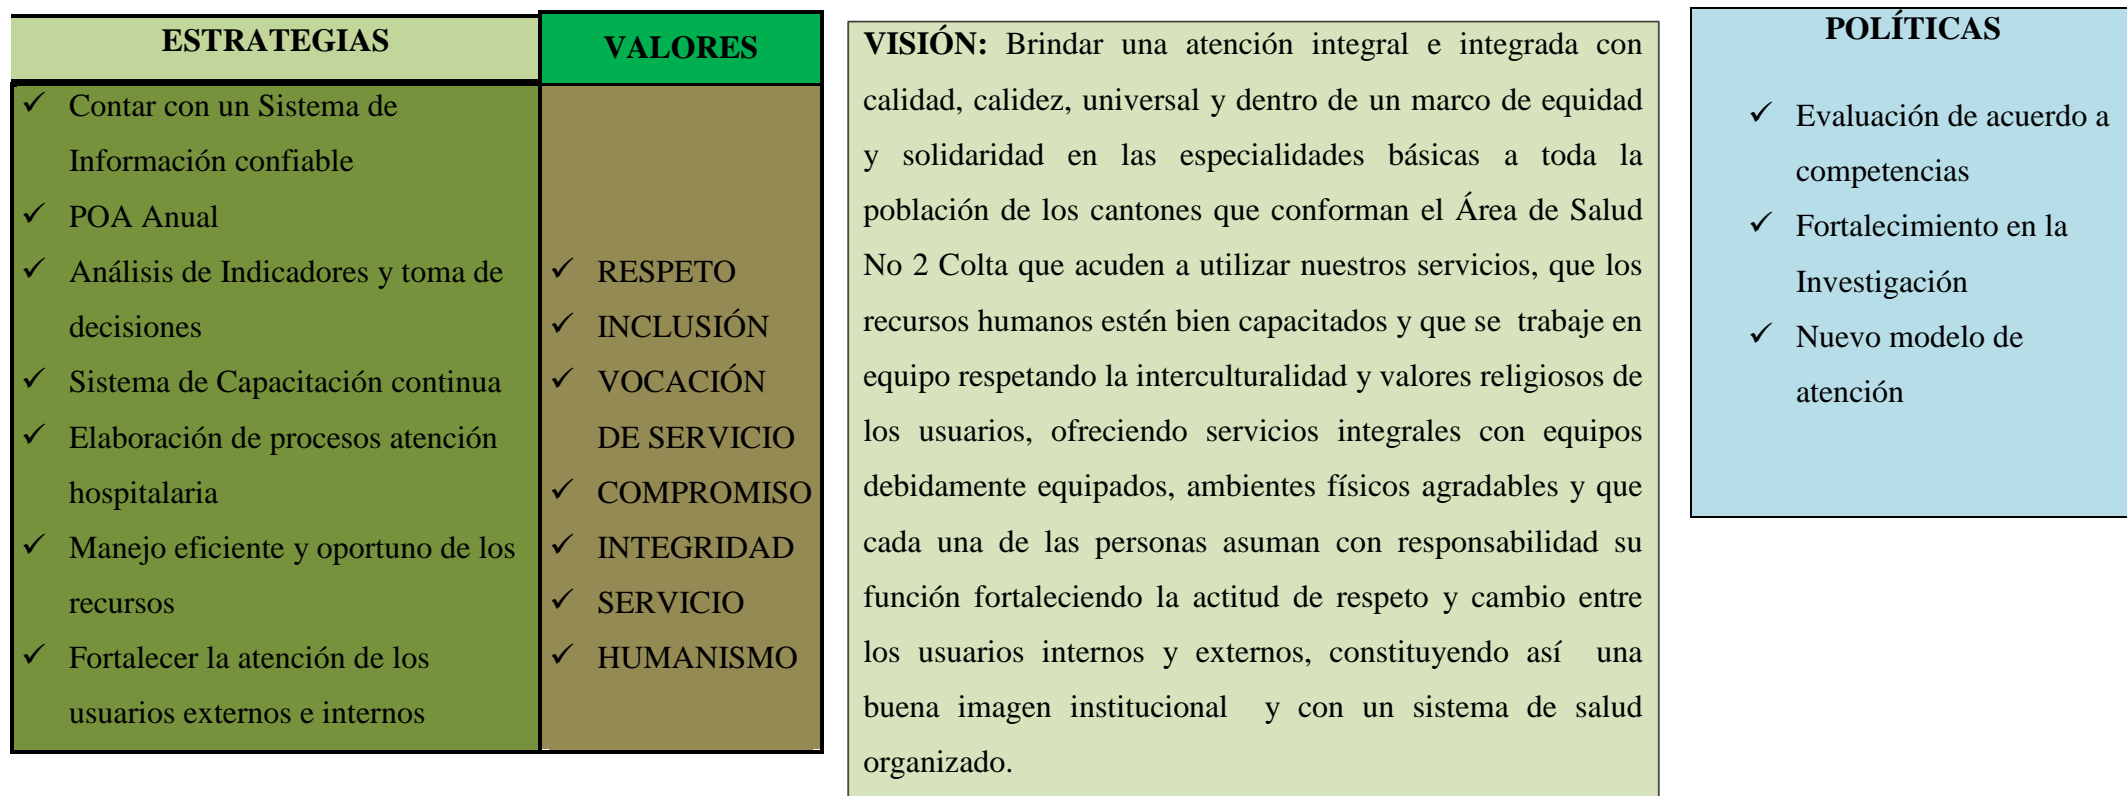 ESTRATEGIAS
✓ Contar con un Sistema de
Información confiable
✓ POA Anual
✓ Análisis de Indicadores y toma de
decisiones
✓ Sistema de Capacitación continua
✓ Elaboración de procesos atención
hospitalaria
✓ Manejo eficiente y oportuno de los
recursos
✓ Fortalecer la atención de los
usuarios externos e internos
VALORES
✓ RESPETO
✓ INCLUSIÓN
✓ VOCACIÓN
DE SERVICIO
✓ COMPROMISO
✓ INTEGRIDAD
✓ SERVICIO
✓ HUMANISMO
VISIÓN: Brindar una atención integral e integrada con
calidad, calidez, universal y dentro de un marco de equidad
y solidaridad en las especialidades básicas a toda la
población de los cantones que conforman el Área de Salud
No 2 Colta que acuden a utilizar nuestros servicios, que los
recursos humanos estén bien capacitados y que se trabaje en
equipo respetando la interculturalidad y valores religiosos de
los usuarios, ofreciendo servicios integrales con equipos
debidamente equipados, ambientes físicos agradables y que
cada una de las personas asuman con responsabilidad su
función fortaleciendo la actitud de respeto y cambio entre
los usuarios internos y externos, constituyendo así una
buena imagen institucional y con un sistema de salud
organizado.
POLÍTICAS
✓ Evaluación de acuerdo a
competencias
✓ Fortalecimiento en la
Investigación
✓ Nuevo modelo de
atención